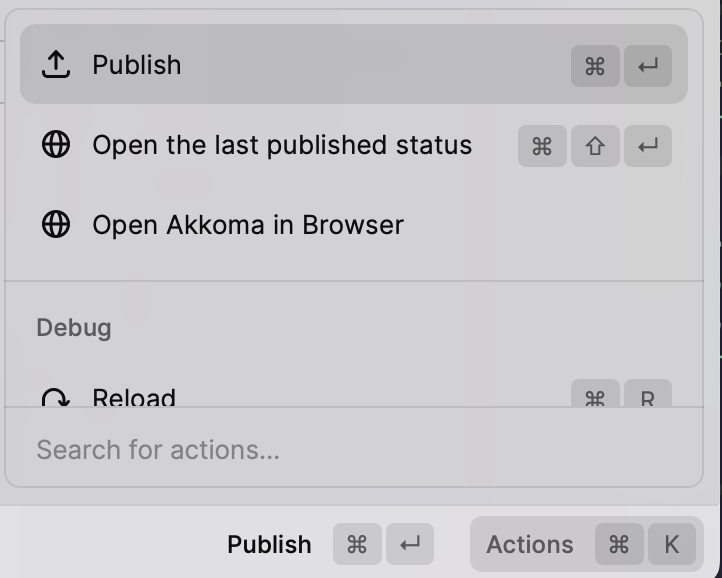 Publish ⌘ ↵
Open the last published status ⌘ ⇧ ↵
Open Akkoma in Browser
Debug
Reload ⌘ R
Search for actions...
Publish ⌘ ↵ Actions ⌘ K